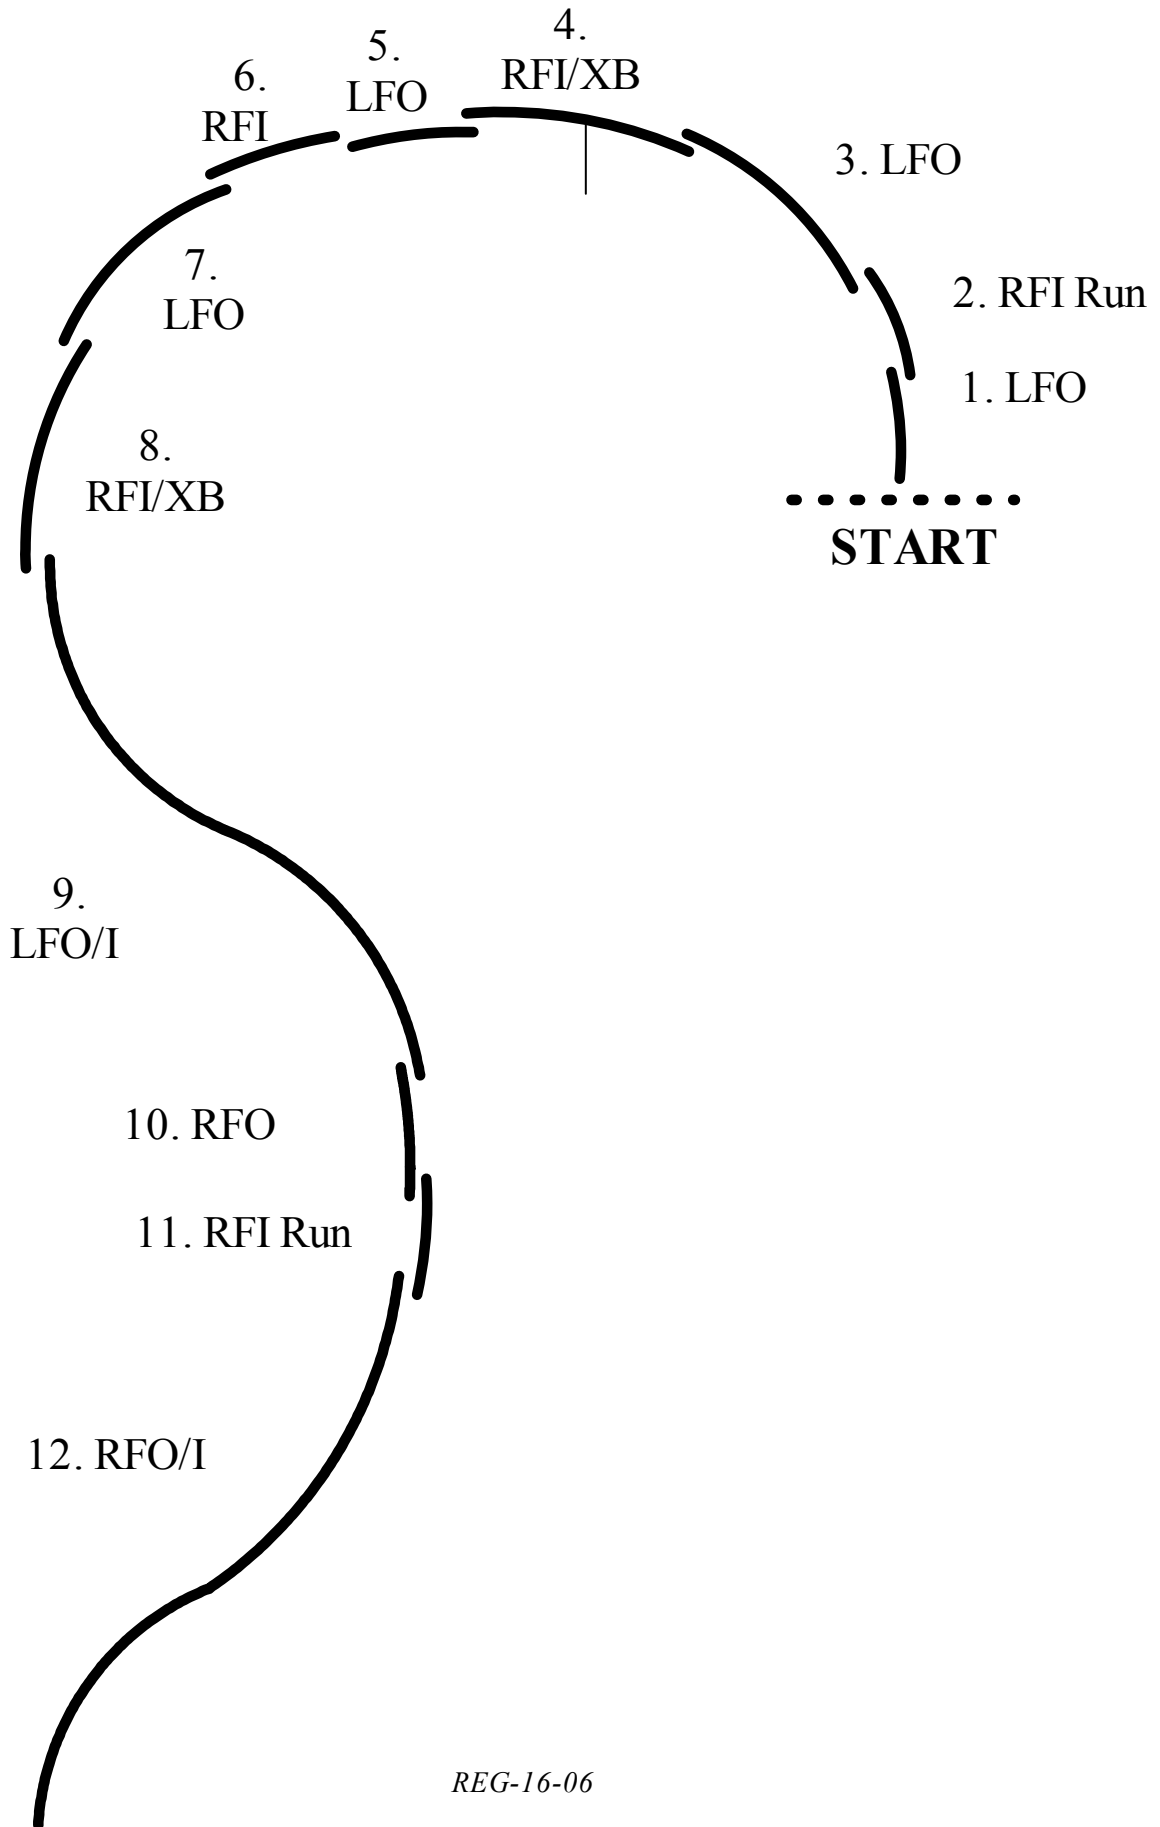 4.
RFI/XB
5.
LFO
6.
RFI
3. LFO
7.
LFO
2. RFI Run
1. LFO
8.
RFI/XB
START
9.
LFO/I
10. RFO
11. RFI Run
12. RFO/I
REG-16-06